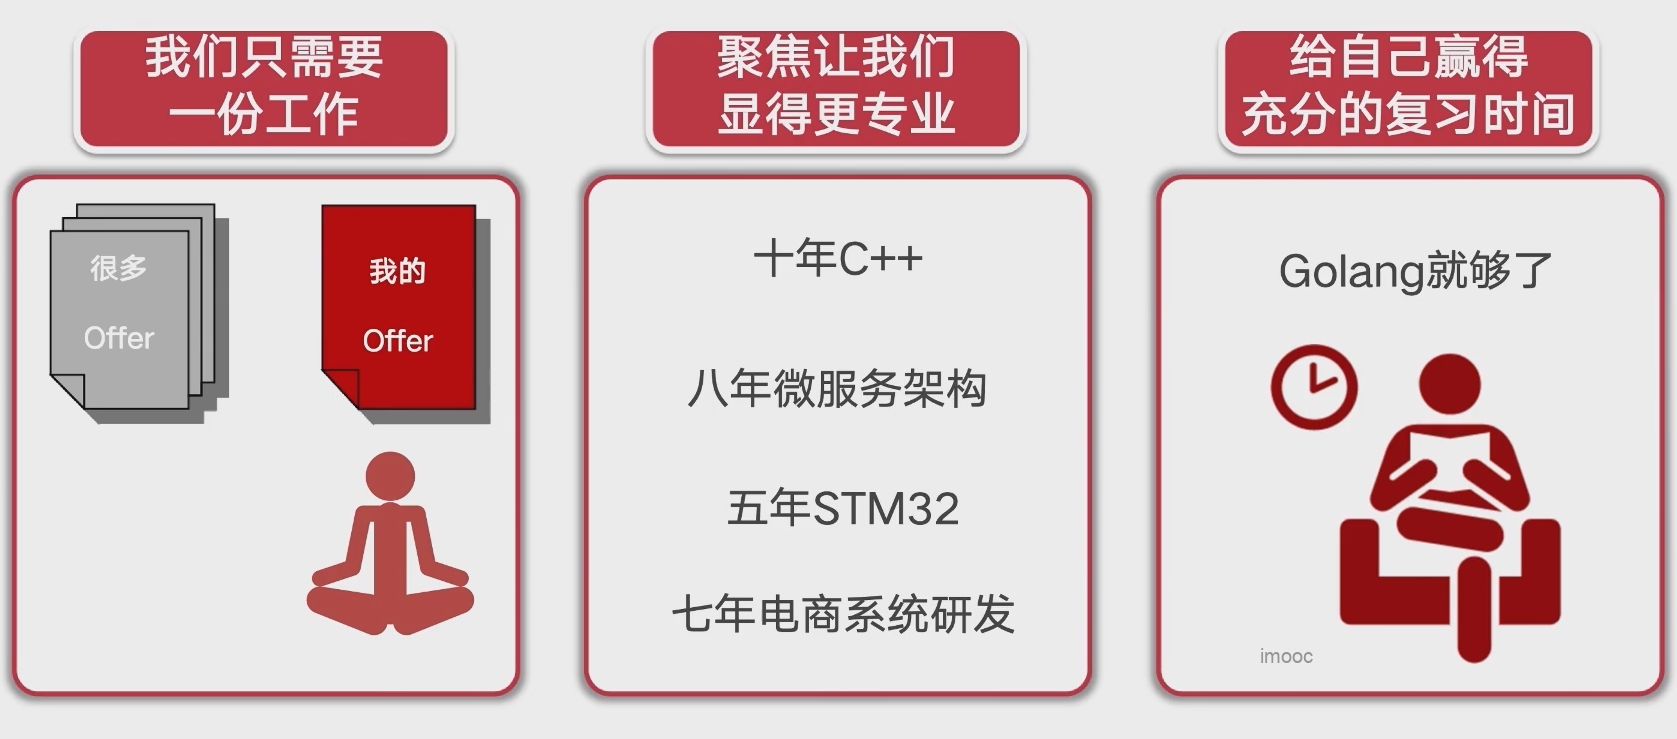 我们只需要
一份工作
很多
Offer
我的
Offer
聚焦让我们
显得更专业
十年C++
八年微服务架构
五年STM32
七年电商系统研发
给自己赢得
充分的复习时间
Golang就够了
imooc